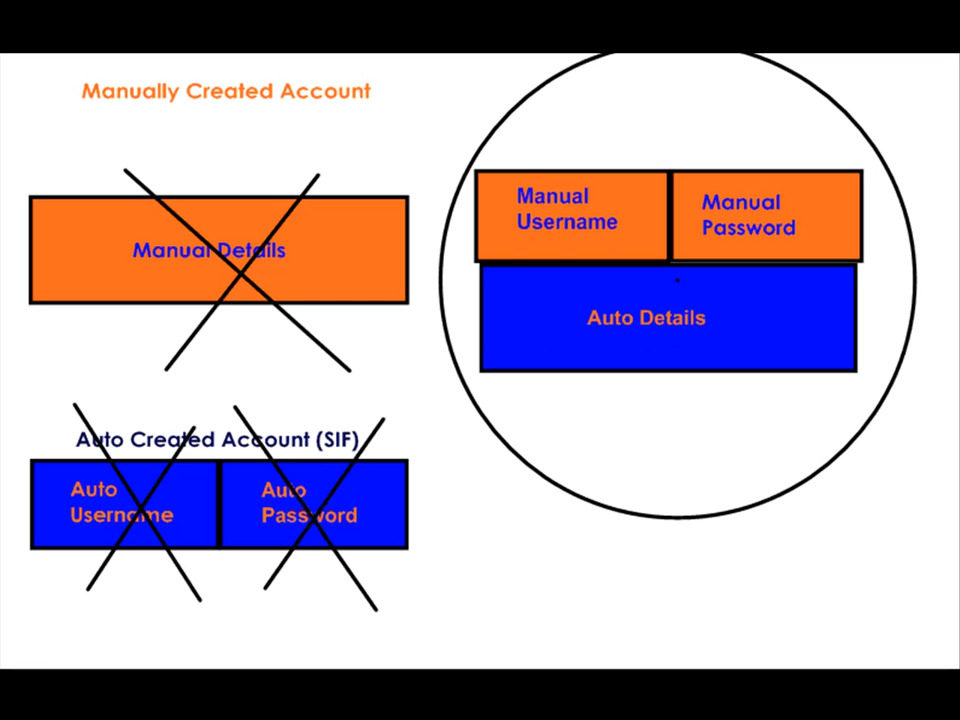 Manually Created Account
Manual Details
Auto Created Account (SIF)
Auto
Username
Auto
Password
Manual
Username
Manual
Password
Auto Details